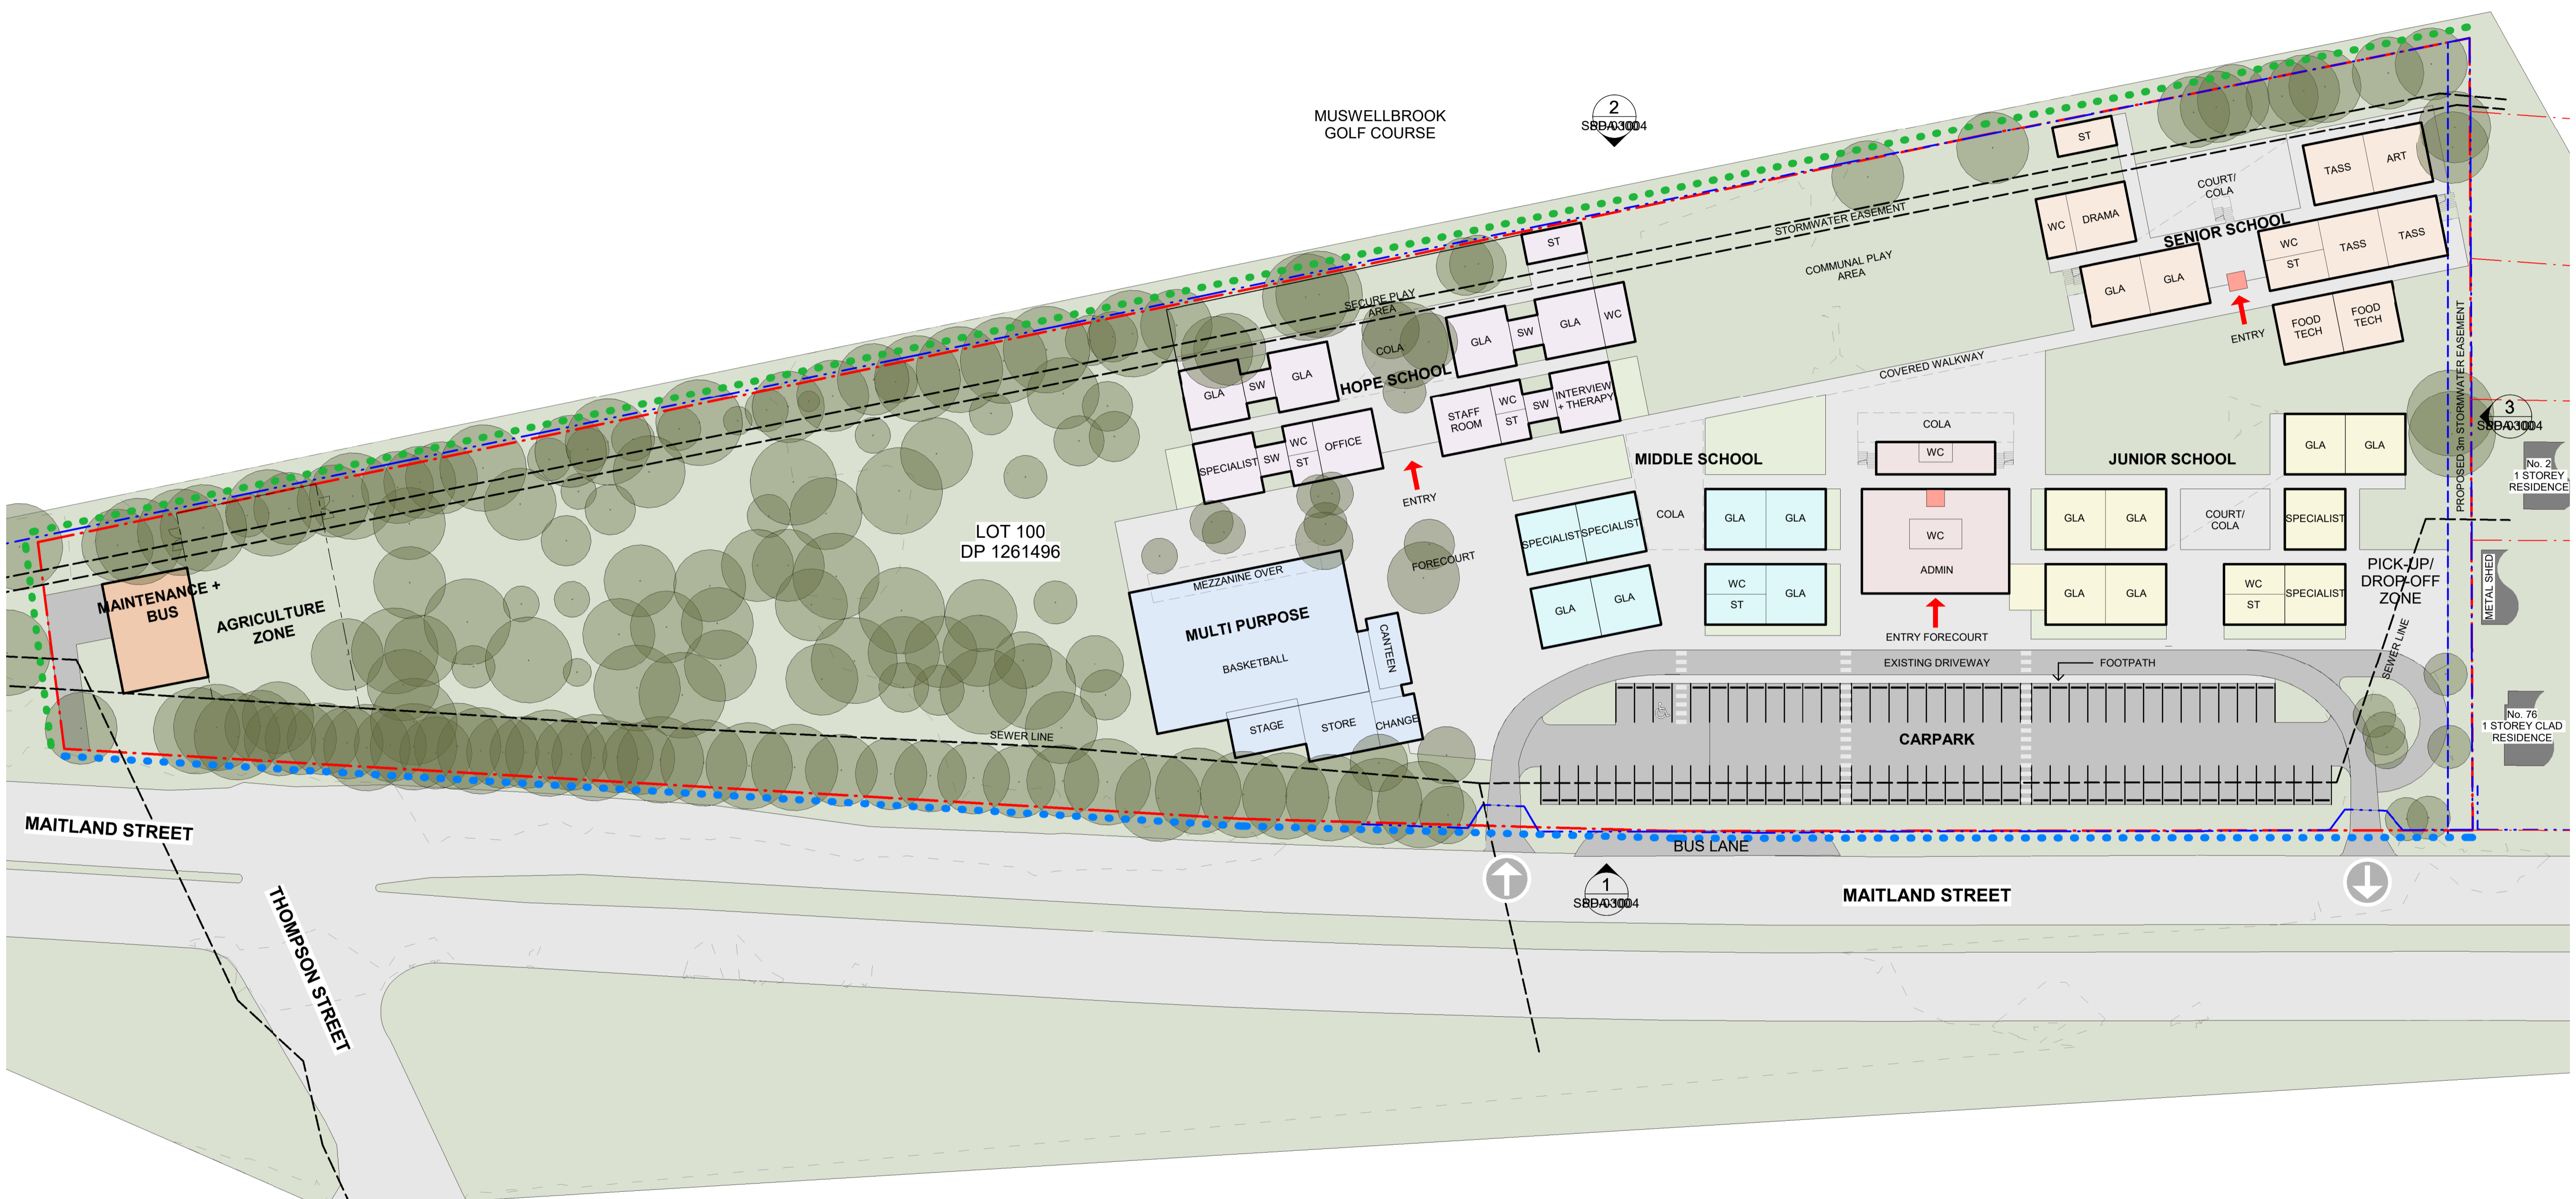 MUSWELLBROOK
GOLF COURSE
2
ST
TASS
ART
COURT/
COLA
WC
DRAMA
SENIOR SCHOOL
STORMWATER EASEMENT
WC
ST
TASS
TASS
ST
COMMUNAL PLAY
AREA
GLA
GLA
SECURE PLAY
AREA
ENTRY
FOOD
TECH
FOOD
TECH
PROPOSED 3m STORMWATER EASEMENT
GLA
SW
GLA
WC
COLA
GLA
SW
GLA
HOPE SCHOOL
COVERED WALKWAY
STAFF
ROOM
WC
ST
SW
INTERVIEW
+ THERAPY
3
SPECIALIST
SW
WC
ST
OFFICE
ENTRY
COLA
WC
MIDDLE SCHOOL
JUNIOR SCHOOL
GLA
GLA
No. 2
1 STOREY
RESIDENCE
LOT 100
DP 1261496
SPECIALIST
SPECIALIST
COLA
GLA
GLA
WC
ADMIN
GLA
GLA
COURT/
COLA
SPECIALIST
FORECOURT
MEZZANINE OVER
PICK-UP/
DROP-OFF
ZONE
METAL SHED
MAINTENANCE +
BUS
AGRICULTURE
ZONE
MULTI PURPOSE
BASKETBALL
CANTEEN
GLA
GLA
WC
ST
GLA
GLA
GLA
WC
ST
SPECIALIST
ENTRY FORECOURT
EXISTING DRIVEWAY
FOOTPATH
SEWER LINE
STAGE
STORE
CHANGE
SEWER LINE
CARPARK
No. 76
1 STOREY CLAD
RESIDENCE
MAITLAND STREET
BUS LANE
1
MAITLAND STREET
THOMPSON STREET